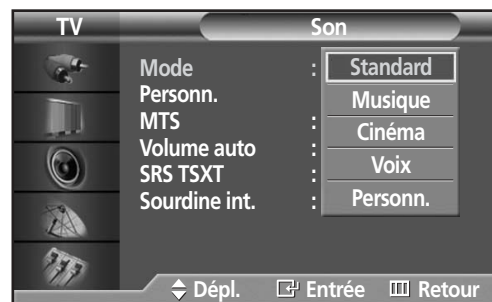 TV Son
Mode : Standard
Personn. Musique
MTS : Cinéma
Volume auto : Voix
SRS TSXT :
Sourdine int. : Personn.
Dépl. Entrée Retour